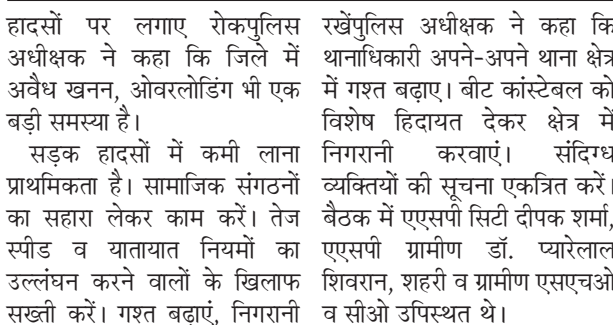 हादसों पर लगाए रोकपुलिस
अधीक्षक ने कहा कि जिले में
अवैध खनन, ओवरलोडिंग भी एक
बड़ी समस्या है।
सड़क हादसों में कमी लाना
प्राथमिकता है। सामाजिक संगठनों
का सहारा लेकर काम करें। तेज
स्पीड व यातायात नियमों का
उल्लंघन करने वालों के खिलाफ
सख्ती करें। गश्त बढ़ाएं, निगरानी
रखेंपुलिस अधीक्षक ने कहा कि
थानाधिकारी अपने-अपने थाना क्षेत्र
में गश्त बढ़ाए। बीट कांस्टेबल को
विशेष हिदायत देकर क्षेत्र में
निगरानी करवाएं। संदिग्ध
व्यक्तियों की सूचना एकत्रित करें।
बैठक में एएसपी सिटी दीपक शर्मा,
एएसपी ग्रामीण डॉ. प्यारेलाल
शिवरान, शहरी व ग्रामीण एसएचओ
व सीओ उपिस्थत थे।